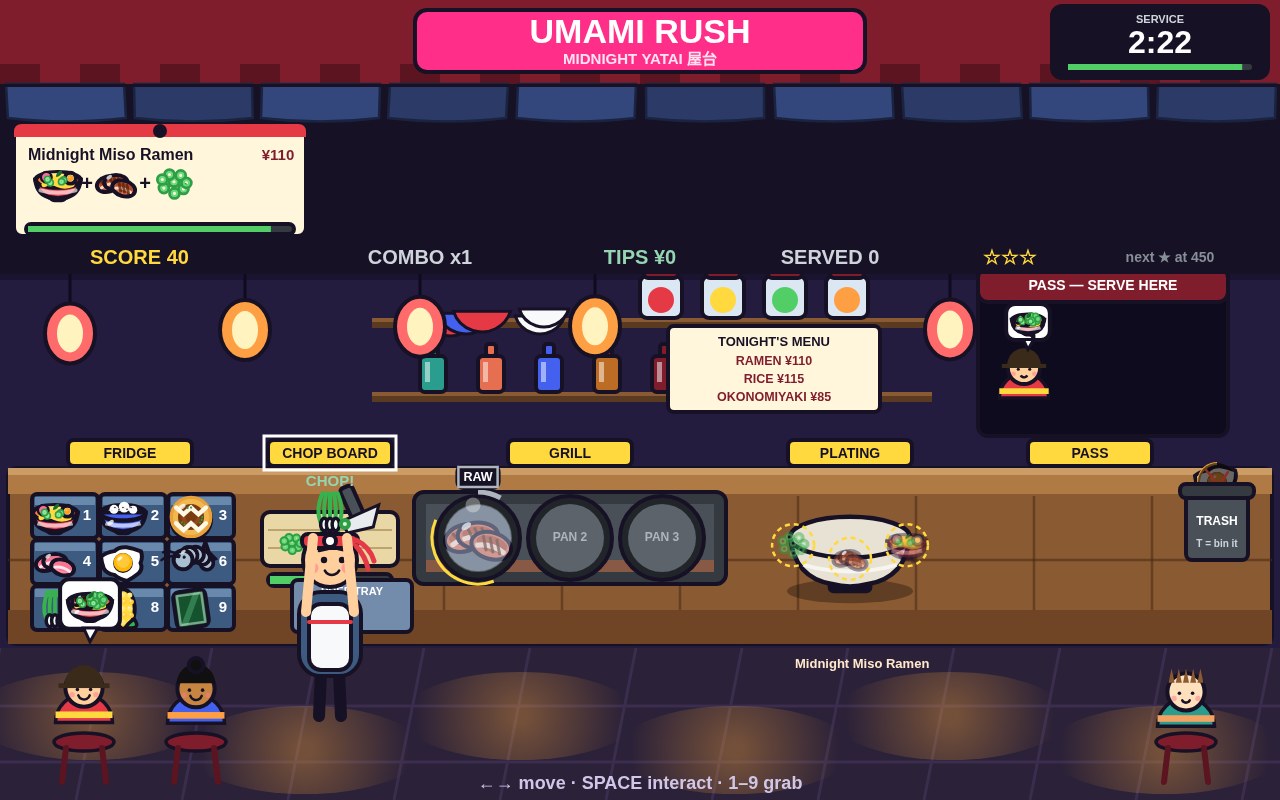 UMAMI RUSH
MIDNIGHT YATAI 屋台
SERVICE
2:22
Midnight Miso Ramen ¥110
+ +
SCORE 40 COMBO x1 TIPS ¥0 SERVED 0 ☆☆☆ next ★ at 450
PASS — SERVE HERE
TONIGHT'S MENU
RAMEN ¥110
RICE ¥115
OKONOMIYAKI ¥85
FRIDGE CHOP BOARD GRILL PLATING PASS
CHOP!
RAW
1 2 3
4 5 6
8 9
PAN 2 PAN 3
TRAY
TRASH
T = bin it
Midnight Miso Ramen
←→ move · SPACE interact · 1–9 grab